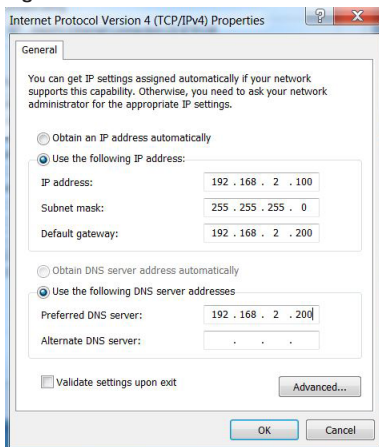 Internet Protocol Version 4 (TCP/IPv4) Properties
General
You can get IP settings assigned automatically if your network
supports this capability. Otherwise, you need to ask your network
administrator for the appropriate IP settings.
Obtain an IP address automatically
Use the following IP address:
IP address: 192 . 168 . 2 . 100
Subnet mask: 255 . 255 . 255 . 0
Default gateway: 192 . 168 . 2 . 200
Obtain DNS server address automatically
Use the following DNS server addresses
Preferred DNS server: 192 . 168 . 2 . 200
Alternate DNS server: . . .
Validate settings upon exit
Advanced...
OK Cancel